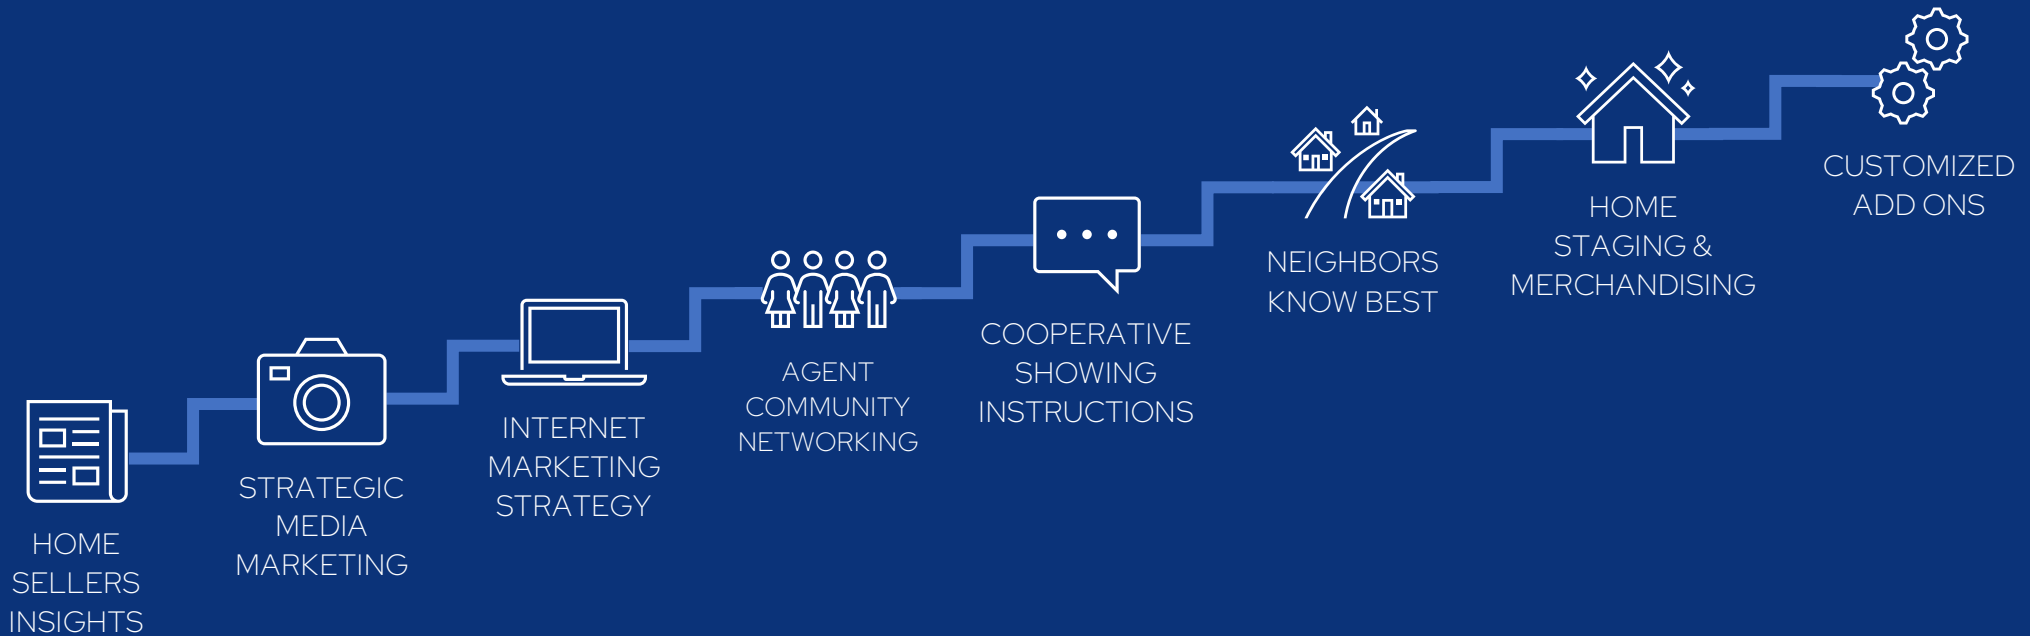 HOME
SELLERS
INSIGHTS
STRATEGIC
MEDIA
MARKETING
INTERNET
MARKETING
STRATEGY
AGENT
COMMUNITY
NETWORKING
COOPERATIVE
SHOWING
INSTRUCTIONS
NEIGHBORS
KNOW BEST
HOME
STAGING &
MERCHANDISING
CUSTOMIZED
ADD ONS